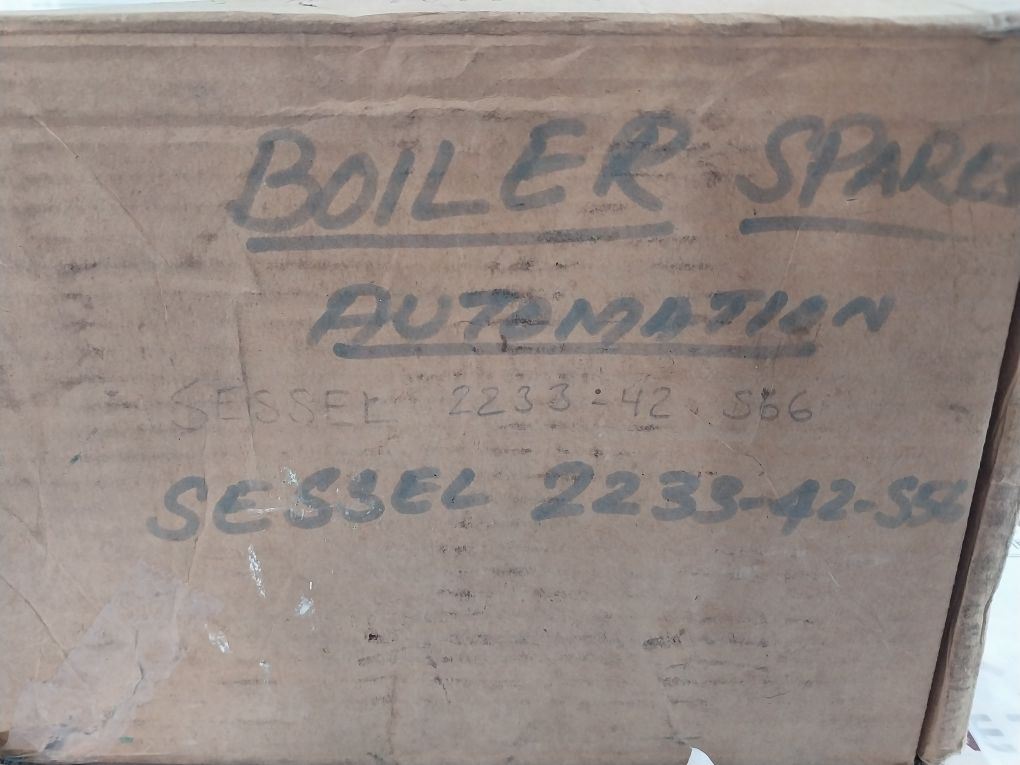 BOILER SPARES
AUTOMATION
SESSEL 2233-42 S66
SESSEL 2233-42-S56